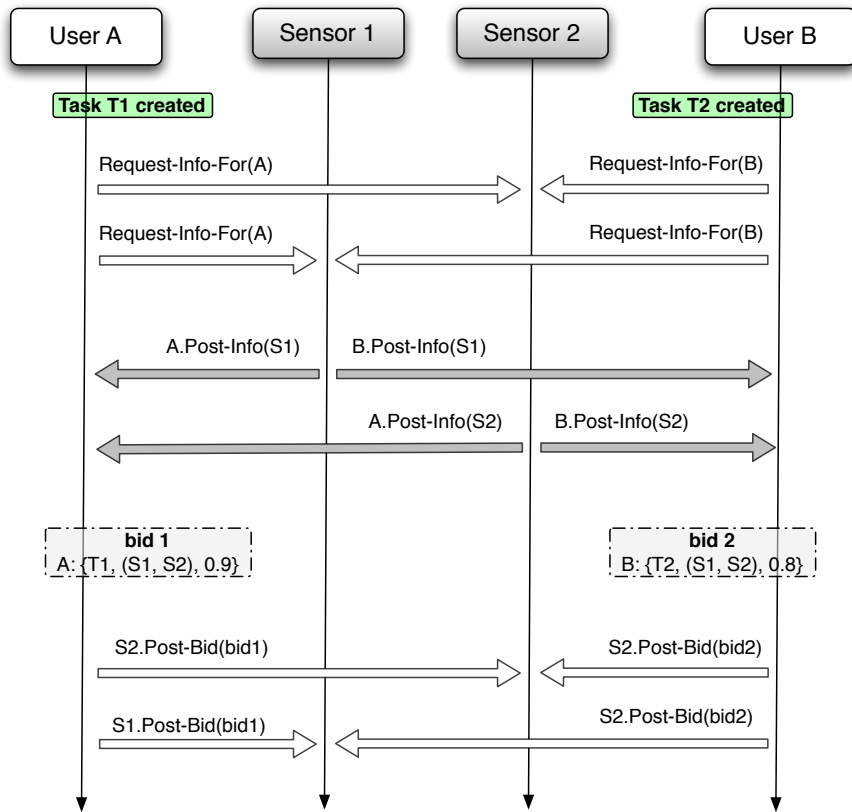 User A
Sensor 1
Sensor 2
User B
Task T1 created
Task T2 created
Request-Info-For(A)
Request-Info-For(B)
Request-Info-For(A)
Request-Info-For(B)
A.Post-Info(S1)
B.Post-Info(S1)
A.Post-Info(S2)
B.Post-Info(S2)
bid 1
A: {T1, (S1, S2), 0.9}
bid 2
B: {T2, (S1, S2), 0.8}
S2.Post-Bid(bid1)
S2.Post-Bid(bid2)
S1.Post-Bid(bid1)
S2.Post-Bid(bid2)